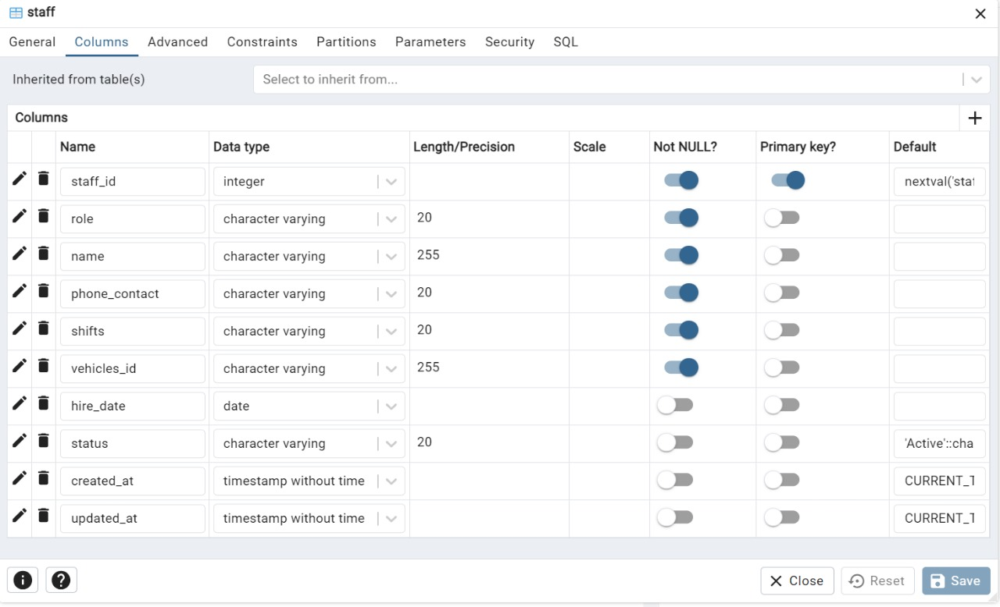 staff
General Columns Advanced Constraints Partitions Parameters Security SQL
Inherited from table(s) Select to inherit from...
Columns
Name Data type Length/Precision Scale Not NULL? Primary key? Default
staff_id integer nextval('staf
role character varying 20
name character varying 255
phone_contact character varying 20
shifts character varying 20
vehicles_id character varying 255
hire_date date
status character varying 20 'Active'::cha
created_at timestamp without time CURRENT_T
updated_at timestamp without time CURRENT_T
Close Reset Save